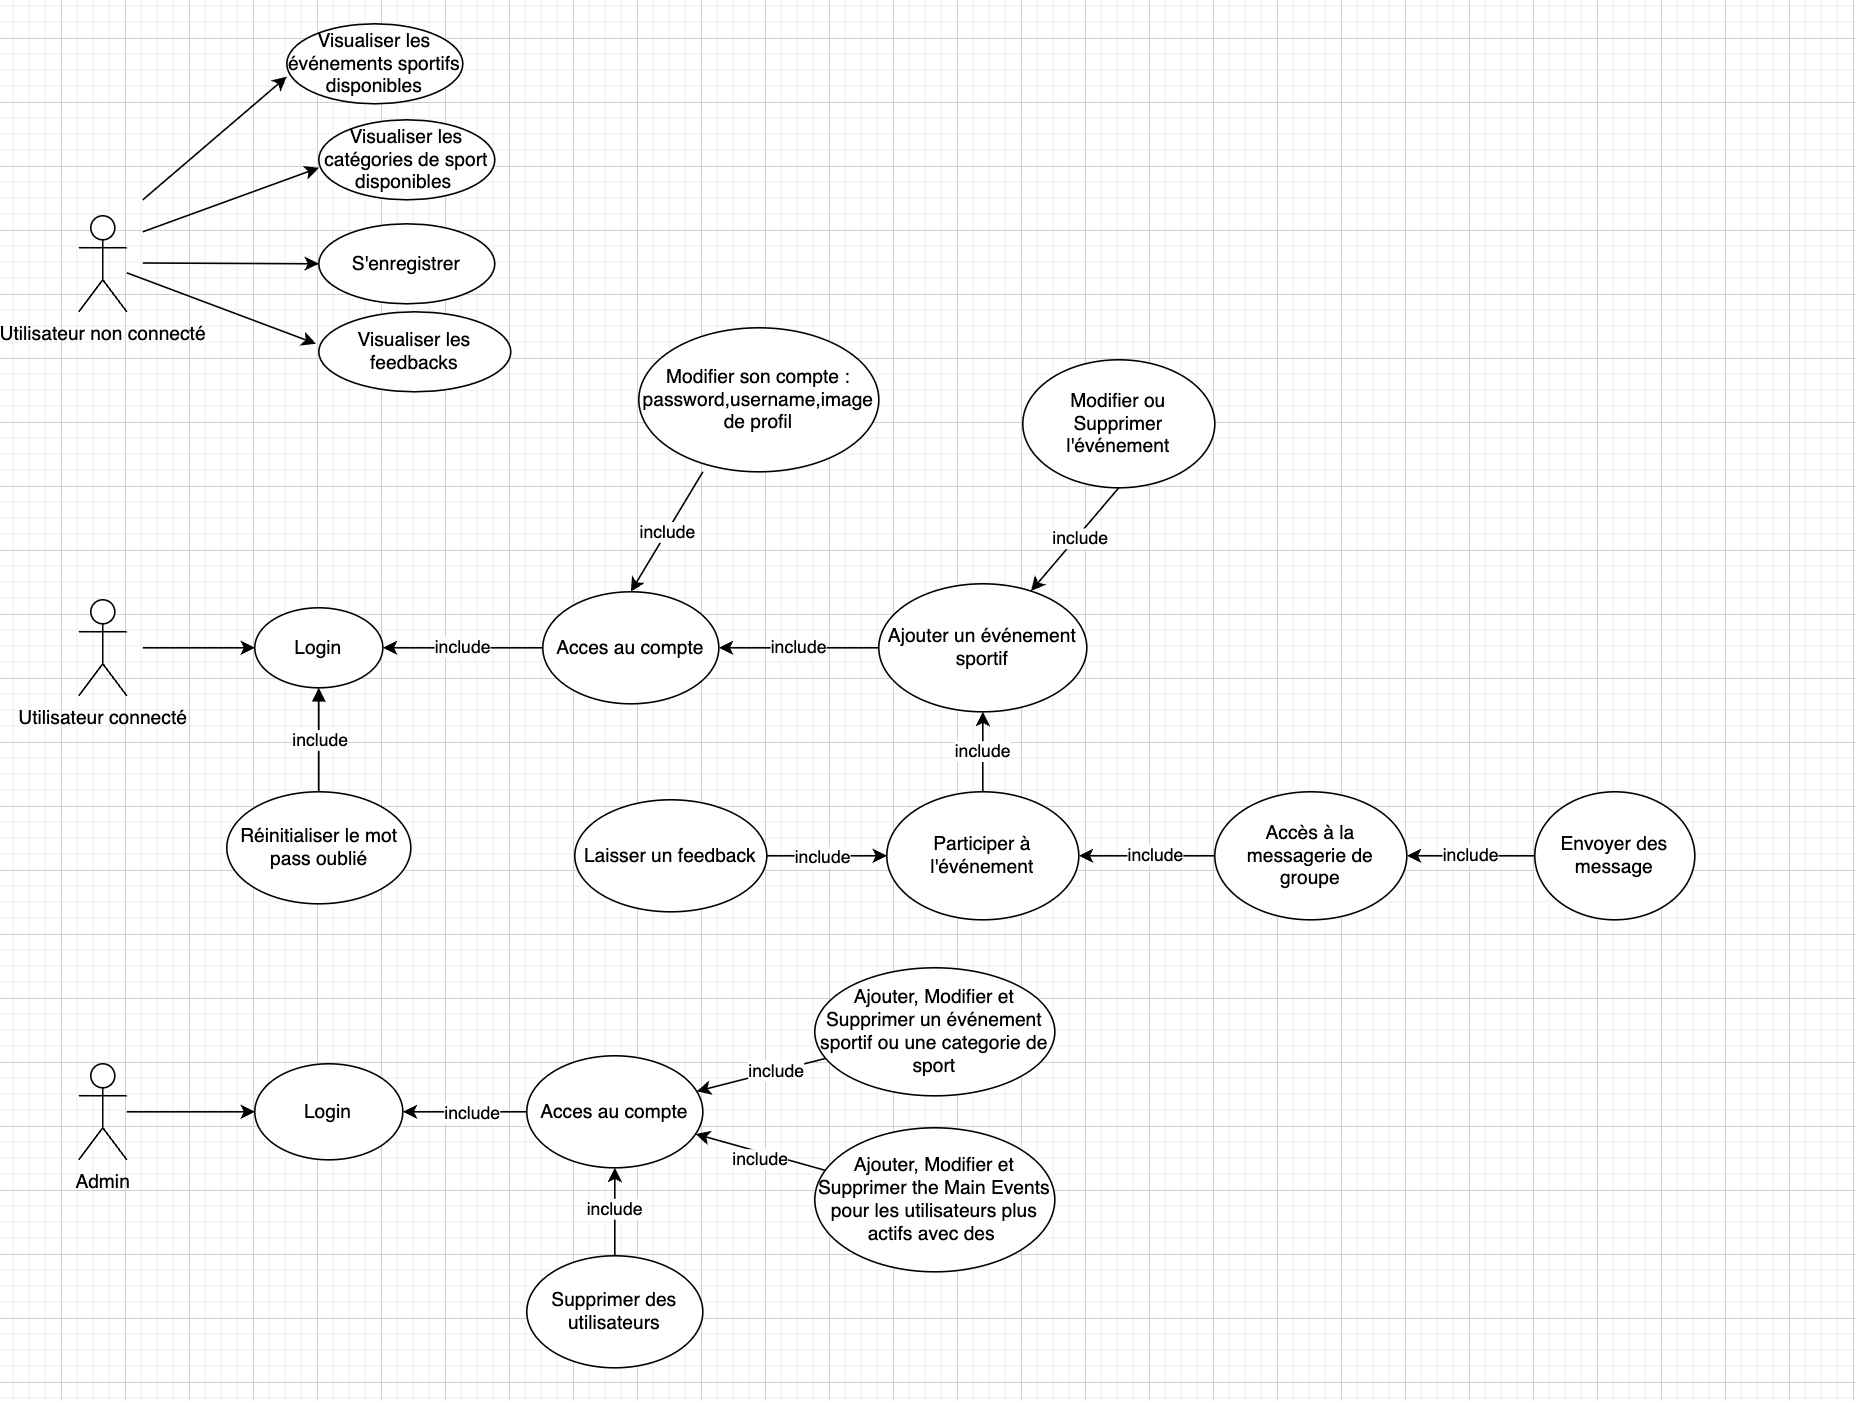 Visualiser les
événements sportifs
disponibles
Visualiser les
catégories de sport
disponibles
S'enregistrer
Utilisateur non connecté
Visualiser les
feedbacks
Modifier son compte :
password,username,image
de profil
Modifier ou
Supprimer
l'événement
include
include
Login
include
Acces au compte
include
Ajouter un événement
sportif
Utilisateur connecté
include
include
Réinitialiser le mot
pass oublié
Laisser un feedback
include
Participer à
l'événement
include
Accès à la
messagerie de
groupe
include
Envoyer des
message
Ajouter, Modifier et
Supprimer un événement
sportif ou une categorie de
sport
include
Login
include
Acces au compte
Admin
include
Ajouter, Modifier et
Supprimer the Main Events
pour les utilisateurs plus
actifs avec des
include
Supprimer des
utilisateurs